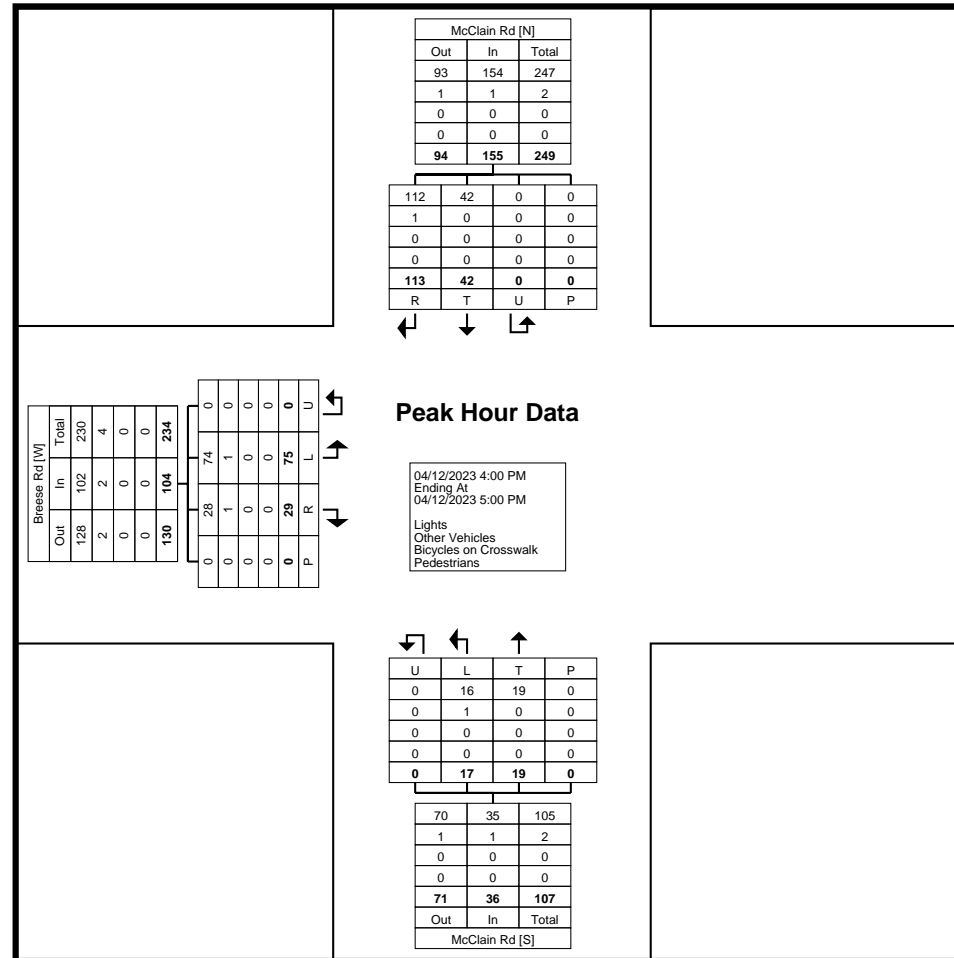 McClain Rd [N]
Out In Total
93 154 247
1 1 2
0 0 0
0 0 0
94 155 249
112 42 0 0
1 0 0 0
0 0 0 0
0 0 0 0
113 42 0 0
R T U P
Breese Rd [W]
Out In Total
128 102 230
2 2 4
0 0 0
0 0 0
130 104 234
0 28 74 0
0 1 1 0
0 0 0 0
0 0 0 0
0 29 75 0
P R L U
Peak Hour Data
04/12/2023 4:00 PM
Ending At
04/12/2023 5:00 PM
Lights
Other Vehicles
Bicycles on Crosswalk
Pedestrians
U L T P
0 16 19 0
0 1 0 0
0 0 0 0
0 0 0 0
0 17 19 0
70 35 105
1 1 2
0 0 0
0 0 0
71 36 107
Out In Total
McClain Rd [S]